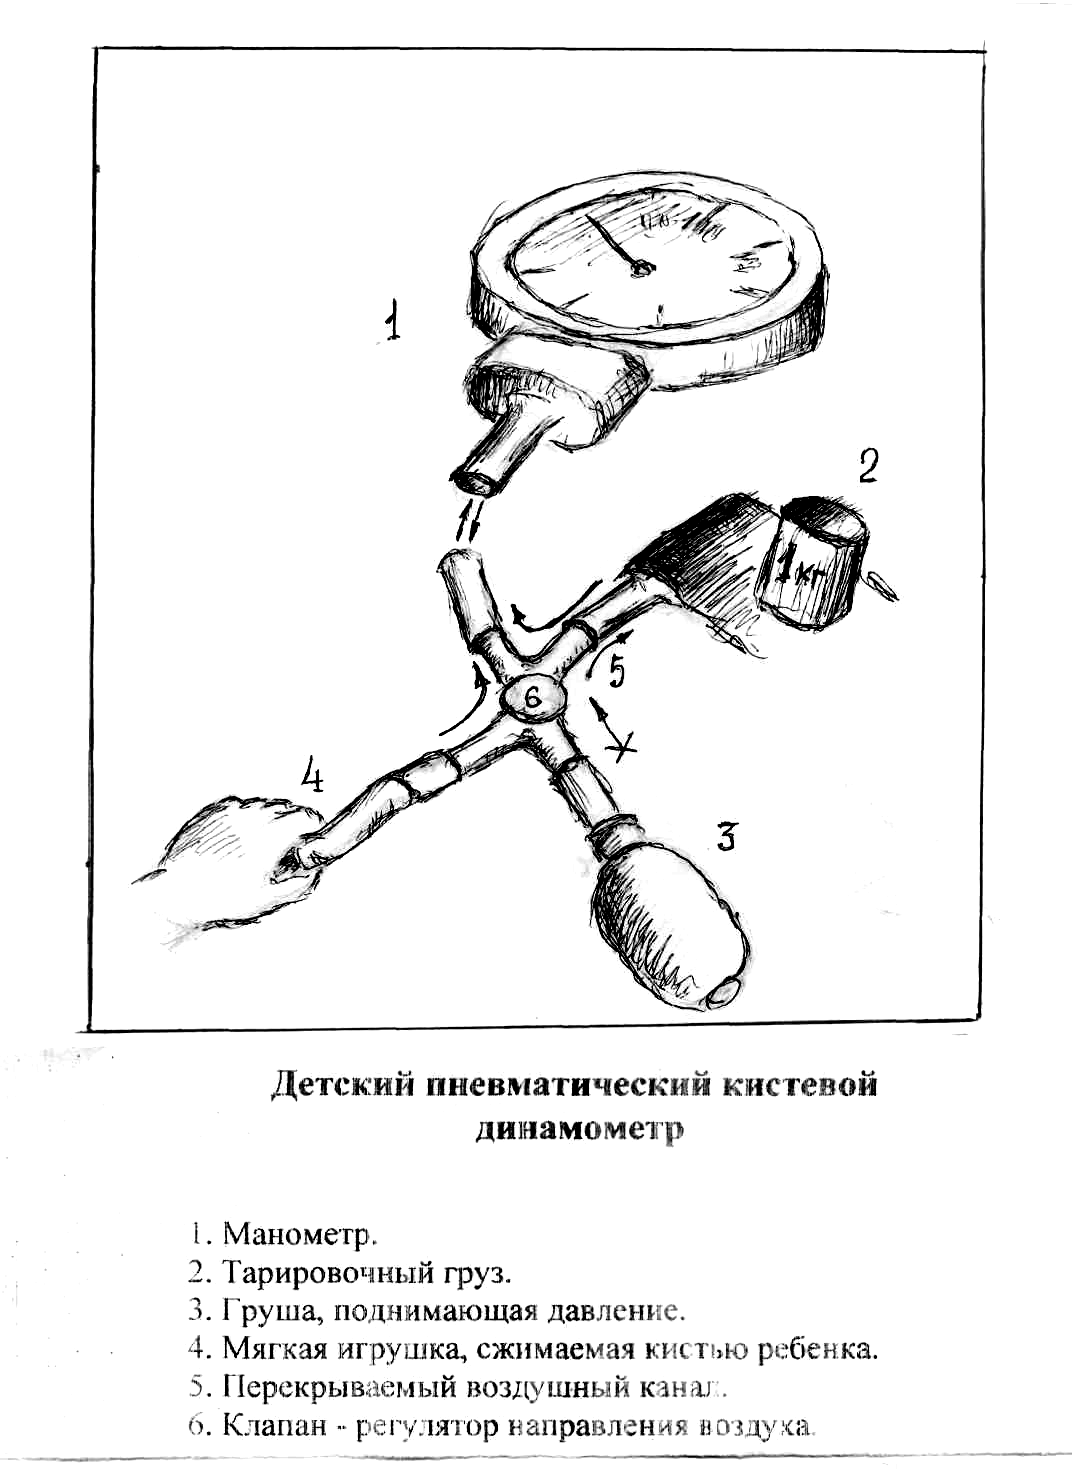 1
2
1кг
5
6
4
3
Детский пневматический кистевой
динамометр
1. Манометр.
2. Тарировочный груз.
3. Груша, поднимающая давление.
4. Мягкая игрушка, сжимаемая кистью ребенка.
5. Перекрываемый воздушный канал.
6. Клапан - регулятор направления воздуха.